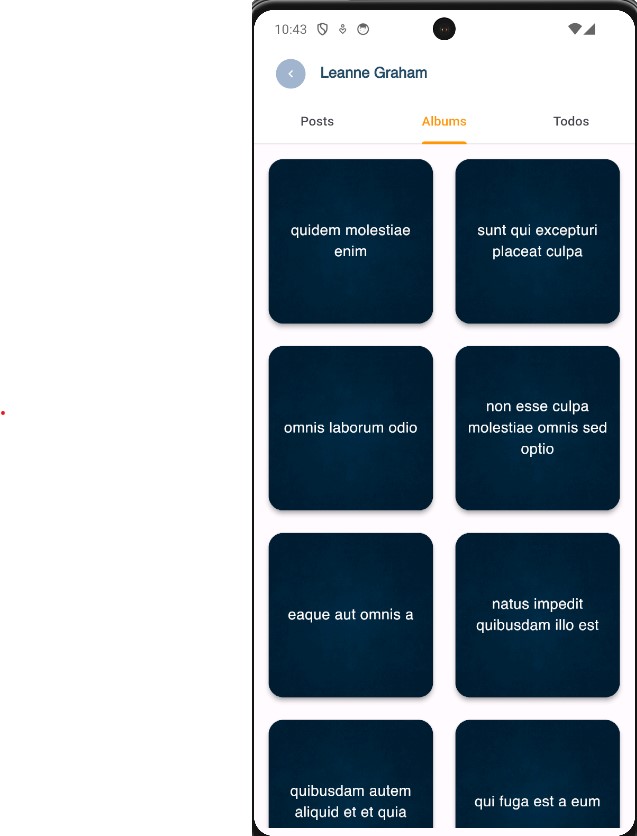 10:43
Leanne Graham
Posts
Albums
Todos
quidem molestiae
enim
sunt qui excepturi
placeat culpa
omnis laborum odio
non esse culpa
molestiae omnis sed
optio
eaque aut omnis a
natus impedit
quibusdam illo est
quibusdam autem
aliquid et et quia
qui fuga est a eum